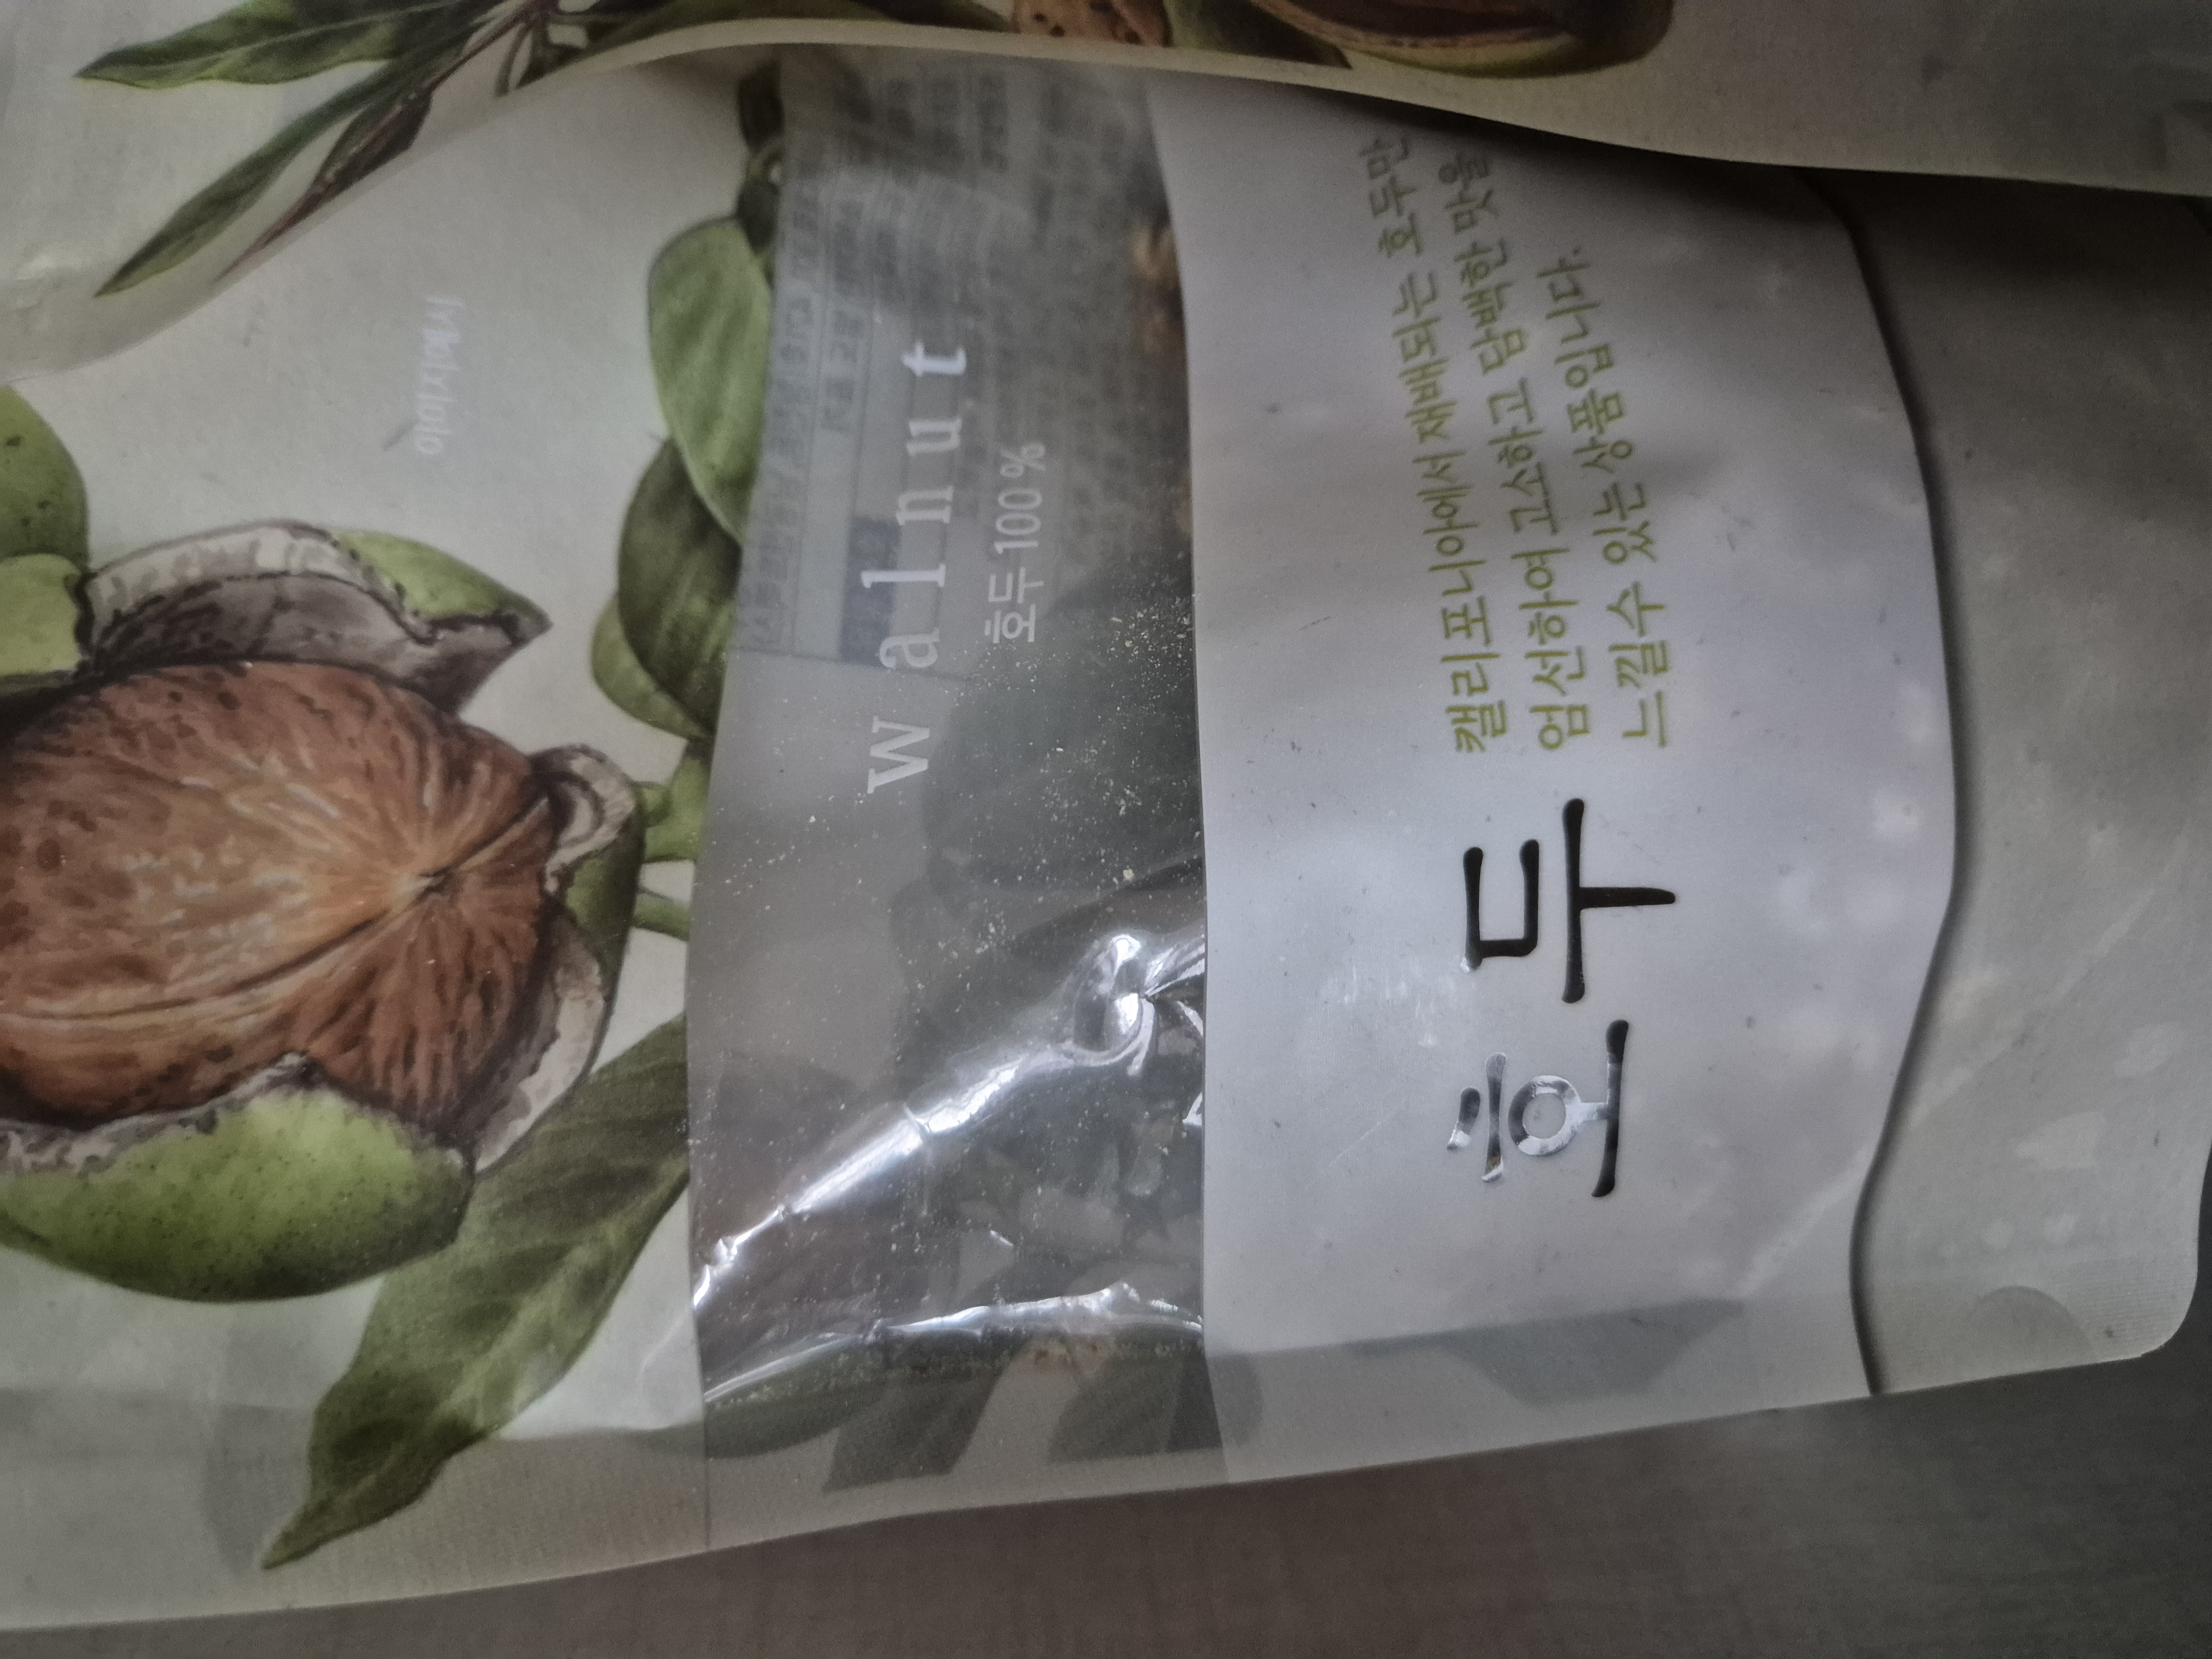 walnut
호두 100%
호두
캘리포니아에서 재배되는 호두만
엄선하여 고소하고 담백한 맛을
느낄수 있는 상품입니다.